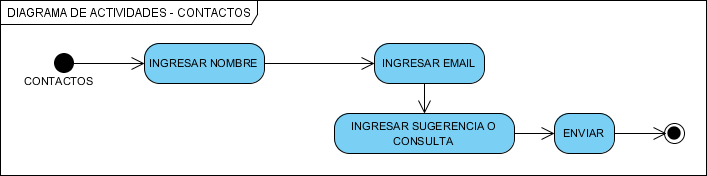 DIAGRAMA DE ACTIVIDADES - CONTACTOS
CONTACTOS
INGRESAR NOMBRE
INGRESAR EMAIL
INGRESAR SUGERENCIA O
CONSULTA
ENVIAR